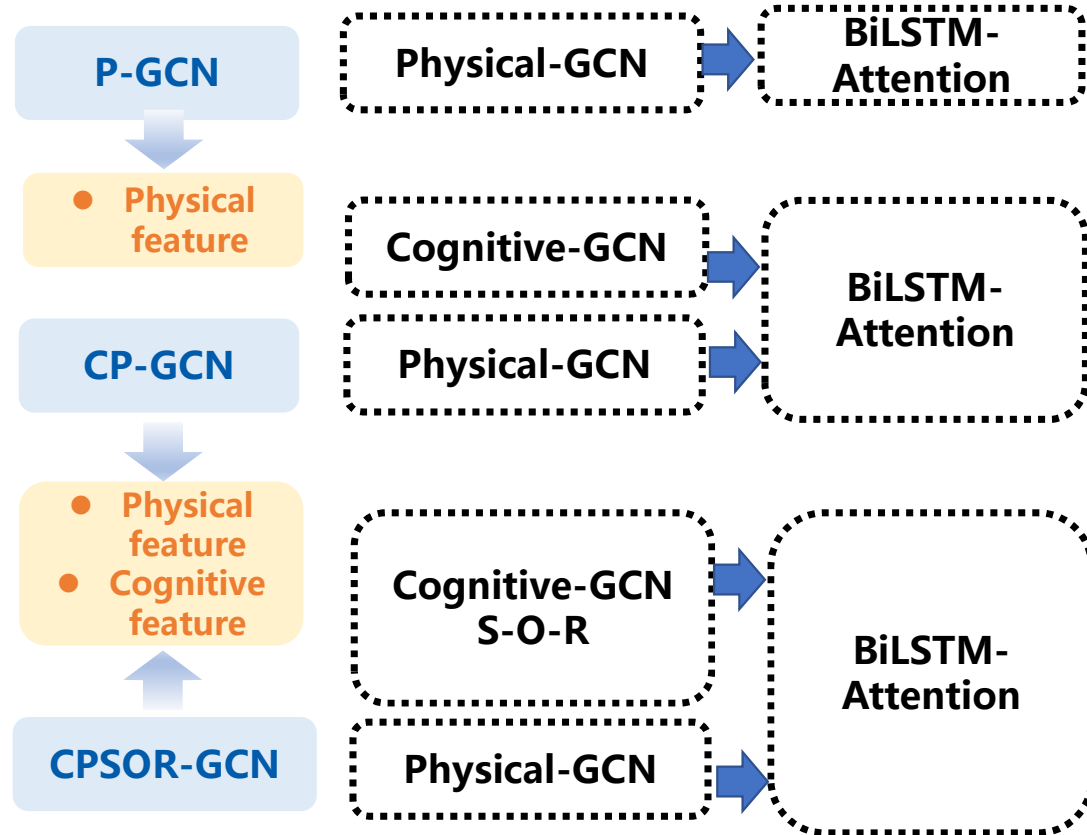 P-GCN
Physical
feature
CP-GCN
Physical
feature
Cognitive
feature
CPSOR-GCN
Physical-GCN
BiLSTM-
Attention
Cognitive-GCN
Physical-GCN
BiLSTM-
Attention
Cognitive-GCN
S-O-R
Physical-GCN
BiLSTM-
Attention